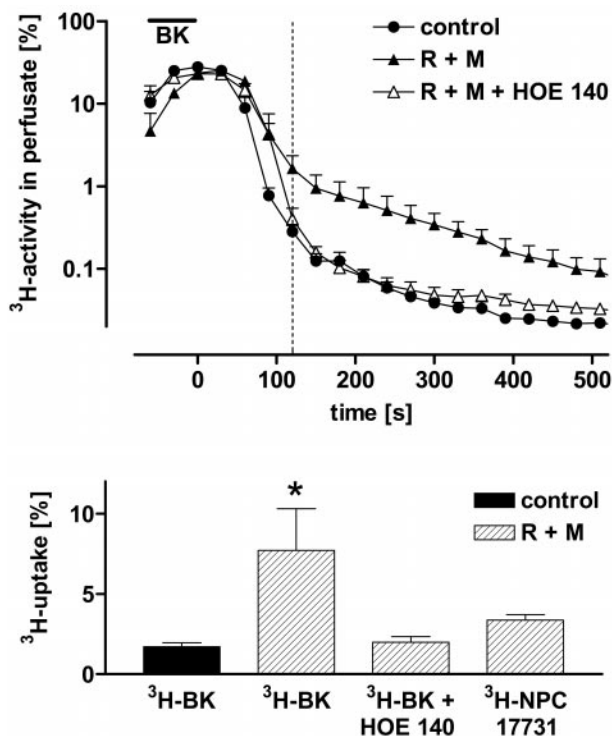 100
10
1
0.1
³H-activity in perfusate [%]
BK
control
R + M
R + M + HOE 140
0 100 200 300 400 500
time [s]
10
5
0
³H-uptake [%]
*
control
R + M
³H-BK ³H-BK ³H-BK + ³H-NPC
HOE 140 17731